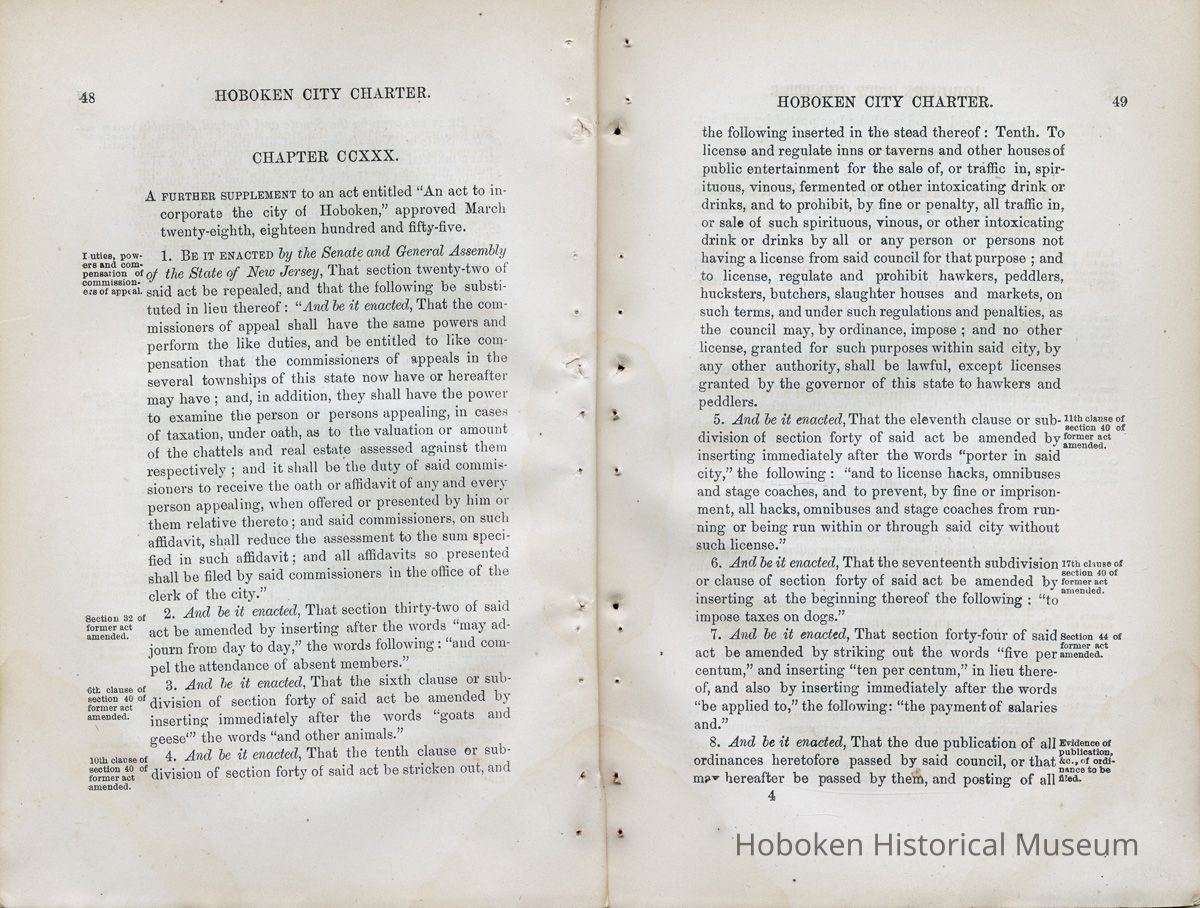 48
HOBOKEN CITY CHARTER.
CHAPTER CCXXX.
A FURTHER SUPPLEMENT to an act entitled “An act to in-
corporate the city of Hoboken,” approved March
twenty-eighth, eighteen hundred and fifty-five.
1. BE IT ENACTED by the Senate and General Assembly
of the State of New Jersey, That section twenty-two of
said act be repealed, and that the following be substi-
tuted in lieu thereof : “And be it enacted, That the com-
missioners of appeal shall have the same powers and
perform the like duties, and be entitled to like com-
pensation that the commissioners of appeals in the
several townships of this state now have or hereafter
may have ; and, in addition, they shall have the power
to examine the person or persons appealing, in cases
of taxation, under oath, as to the valuation or amount
of the chattels and real estate assessed against them
respectively ; and it shall be the duty of said commis-
sioners to receive the oath or affidavit of any and every
person appealing, when offered or presented by him or
them relative thereto ; and said commissioners, on such
affidavit, shall reduce the assessment to the sum speci-
fied in such affidavit ; and all affidavits so presented
shall be filed by said commissioners in the office of the
clerk of the city.”
2. And be it enacted, That section thirty-two of said
act be amended by inserting after the words “may ad-
journ from day to day,” the words following : “and com-
pel the attendance of absent members.”
3. And be it enacted, That the sixth clause or sub-
division of section forty of said act be amended by
inserting immediately after the words “goats and
geese‘” the words “and other animals.”
4. And be it enacted, That the tenth clause or sub-
division of section forty of said act be stricken out, and
Duties, pow-
ers and com-
pensation of
commission-
ers of appeal.
Section 32 of
former act
amended.
6th clause of
section 40 of
former act
amended.
10th clause of
section 40 of
former act
amended.
HOBOKEN CITY CHARTER.
49
the following inserted in the stead thereof : Tenth. To
license and regulate inns or taverns and other houses of
public entertainment for the sale of, or traffic in, spir-
ituous, vinous, fermented or other intoxicating drink or
drinks, and to prohibit, by fine or penalty, all traffic in,
or sale of such spirituous, vinous, or other intoxicating
drink or drinks by all or any person or persons not
having a license from said council for that purpose ; and
to license, regulate and prohibit hawkers, peddlers,
hucksters, butchers, slaughter houses and markets, on
such terms, and under such regulations and penalties, as
the council may, by ordinance, impose ; and no other
license, granted for such purposes within said city, by
any other authority, shall be lawful, except licenses
granted by the governor of this state to hawkers and
peddlers.
5. And be it enacted, That the eleventh clause or sub-
division of section forty of said act be amended by
inserting immediately after the words “porter in said
city,” the following : “and to license hacks, omnibuses
and stage coaches, and to prevent, by fine or imprison-
ment, all hacks, omnibuses and stage coaches from run-
ning or being run within or through said city without
such license.”
6. And be it enacted, That the seventeenth subdivision
or clause of section forty of said act be amended by
inserting at the beginning thereof the following : “to
impose taxes on dogs.”
7. And be it enacted, That section forty-four of said
act be amended by striking out the words “five per
centum,” and inserting “ten per centum,” in lieu there-
of, and also by inserting immediately after the words
“be applied to,” the following: “the payment of salaries
and.”
8. And be it enacted, That the due publication of all
ordinances heretofore passed by said council, or that
may hereafter be passed by them, and posting of all
4
11th clause of
section 40 of
former act
amended.
17th clause of
section 40 of
former act
amended.
Section 44 of
former act
amended.
Evidence of
publication,
&c., of ordi-
nance to be
filed.
Hoboken Historical Museum